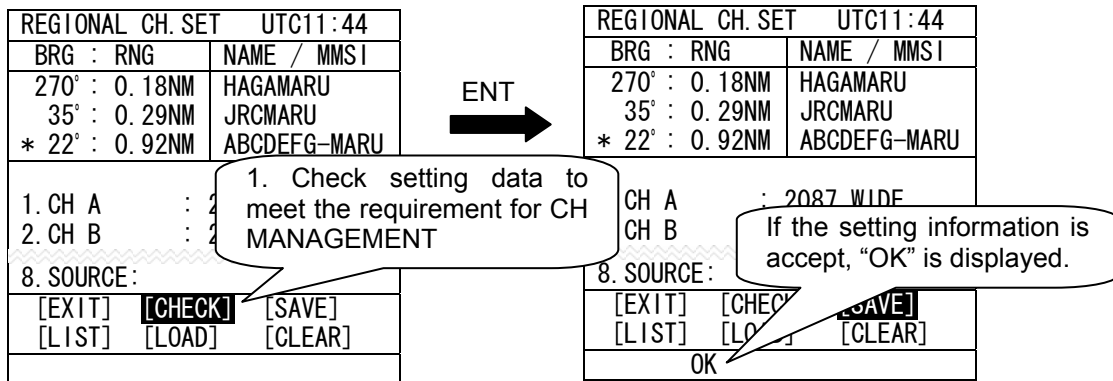 REGIONAL CH.SET UTC11:44
BRG : RNG NAME / MMSI
270° : 0.18NM HAGAMARU
35° : 0.29NM JRCMARU
* 22° : 0.92NM ABCDEFG-MARU
1.CH A : 2
2.CH B : 2
8.SOURCE:
[EXIT] [CHECK] [SAVE]
[LIST] [LOAD] [CLEAR]
1. Check setting data to
meet the requirement for CH
MANAGEMENT
ENT
REGIONAL CH.SET UTC11:44
BRG : RNG NAME / MMSI
270° : 0.18NM HAGAMARU
35° : 0.29NM JRCMARU
* 22° : 0.92NM ABCDEFG-MARU
CH A : 2087 WIDE
CH B
8.SOURCE:
[EXIT] [CHECK [SAVE]
[LIST] [LOAD] [CLEAR]
OK
If the setting information is
accept, “OK” is displayed.